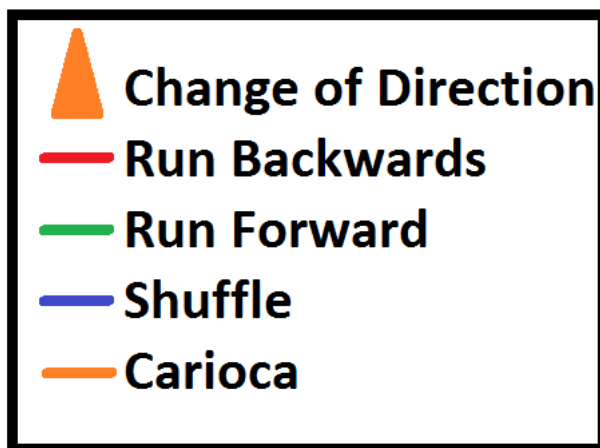 Change of Direction
Run Backwards
Run Forward
Shuffle
Carioca